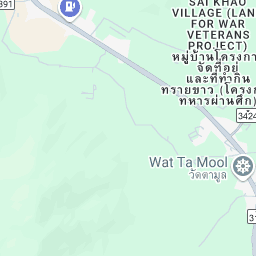 391
SAI KHAO
VILLAGE (LAN
FOR WAR
VETERANS
PROJECT)
หมู่บ้านโครงกา
จัดที่อยู่
และที่ทำกิน
ทรายขาว (โครงก
ทหารผ่านศึก)
3424
Wat Ta Mool
วัดตามูล